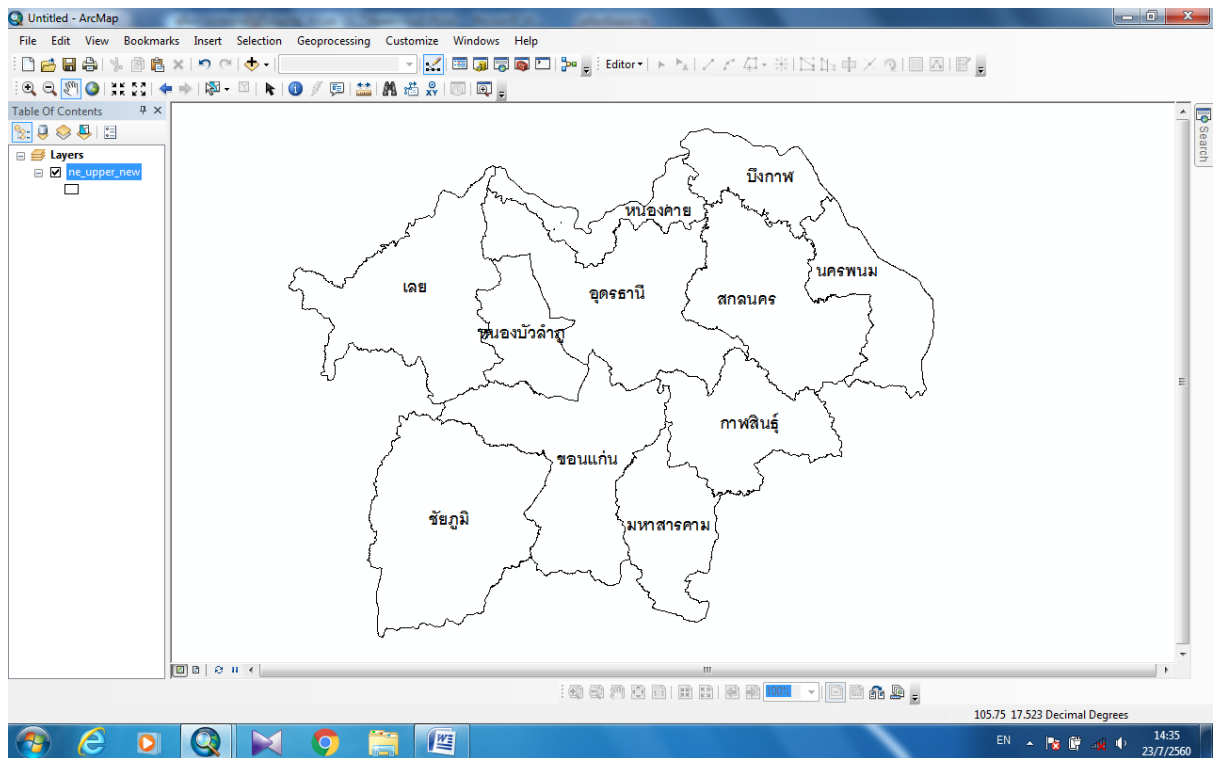 Untitled - ArcMap
File Edit View Bookmarks Insert Selection Geoprocessing Customize Windows Help
Editor
Table Of Contents
Layers
ne_upper_new
Search
บึงกาฬ
หนองคาย
นครพนม
เลย
อุดรธานี
สกลนคร
หนองบัวลำภู
กาฬสินธุ์
ขอนแก่น
ชัยภูมิ
มหาสารคาม
100%
105.75 17.523 Decimal Degrees
EN
14:35
23/7/2560